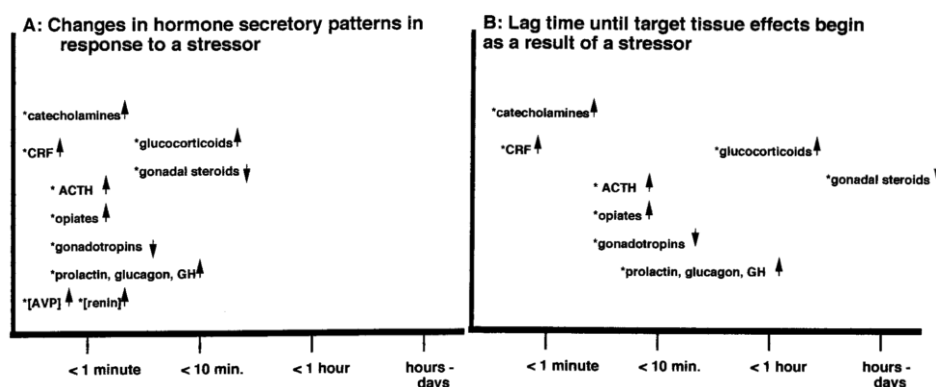 A: Changes in hormone secretory patterns in
response to a stressor
*catecholamines
*CRF
*glucocorticoids
*gonadal steroids
* ACTH
*opiates
*gonadotropins
*prolactin, glucagon, GH
*[AVP] *[renin]
< 1 minute < 10 min. < 1 hour hours -
days
B: Lag time until target tissue effects begin
as a result of a stressor
*catecholamines
*CRF
*glucocorticoids
*gonadal steroids
* ACTH
*opiates
*gonadotropins
*prolactin, glucagon, GH
< 1 minute < 10 min. < 1 hour hours -
days